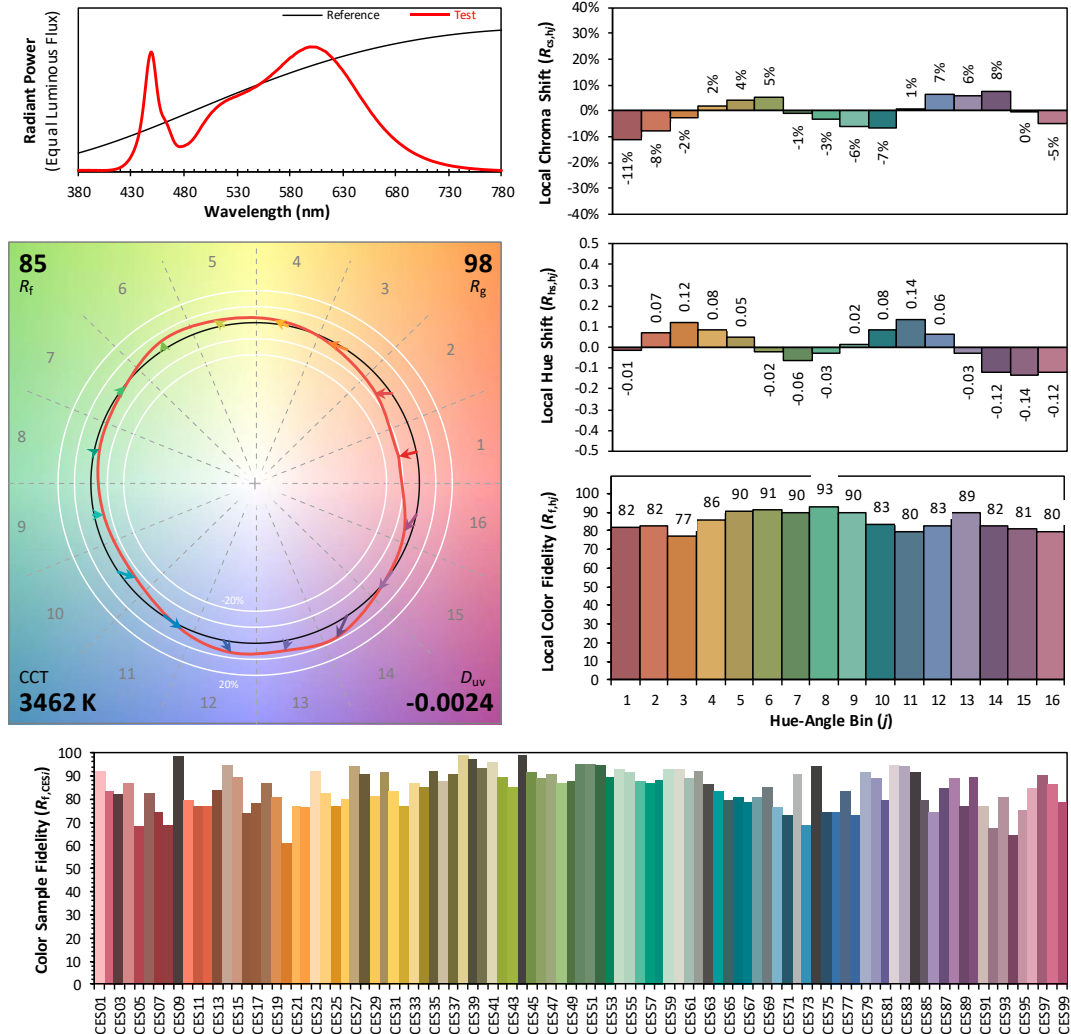 Reference Test
Radiant Power
(Equal Luminous Flux)
380 430 480 530 580 630 680 730 780
Wavelength (nm)
Local Chroma Shift (Rcs,hj)
40%
30%
20%
10%
0%
-10%
-20%
-30%
-40%
-11% -8% -2% 2% 4% 5% -1% -3% -6% -7% 1% 7% 6% 8% 0% -5%
85
Rf
98
Rg
1 2 3 4 5 6 7 8 9 10 11 12 13 14 15 16
-20%
20%
CCT
3462 K
Duv
-0.0024
Local Hue Shift (Rhs,hj)
0.5
0.4
0.3
0.2
0.1
0.0
-0.1
-0.2
-0.3
-0.4
-0.5
-0.01 0.07 0.12 0.08 0.05 -0.02 -0.06 -0.03 0.02 0.08 0.14 0.06 -0.03 -0.12 -0.14 -0.12
Local Color Fidelity (Rf,hj)
100
90
80
70
60
50
40
30
20
10
0
82 82 77 86 90 91 90 93 90 83 80 83 89 82 81 80
1 2 3 4 5 6 7 8 9 10 11 12 13 14 15 16
Hue-Angle Bin (j)
Color Sample Fidelity (Rf,CESi)
100
90
80
70
60
50
40
30
20
10
0
CES01 CES03 CES05 CES07 CES09 CES11 CES13 CES15 CES17 CES19 CES21 CES23 CES25 CES27 CES29 CES31 CES33 CES35 CES37 CES39 CES41 CES43 CES45 CES47 CES49 CES51 CES53 CES55 CES57 CES59 CES61 CES63 CES65 CES67 CES69 CES71 CES73 CES75 CES77 CES79 CES81 CES83 CES85 CES87 CES89 CES91 CES93 CES95 CES97 CES99